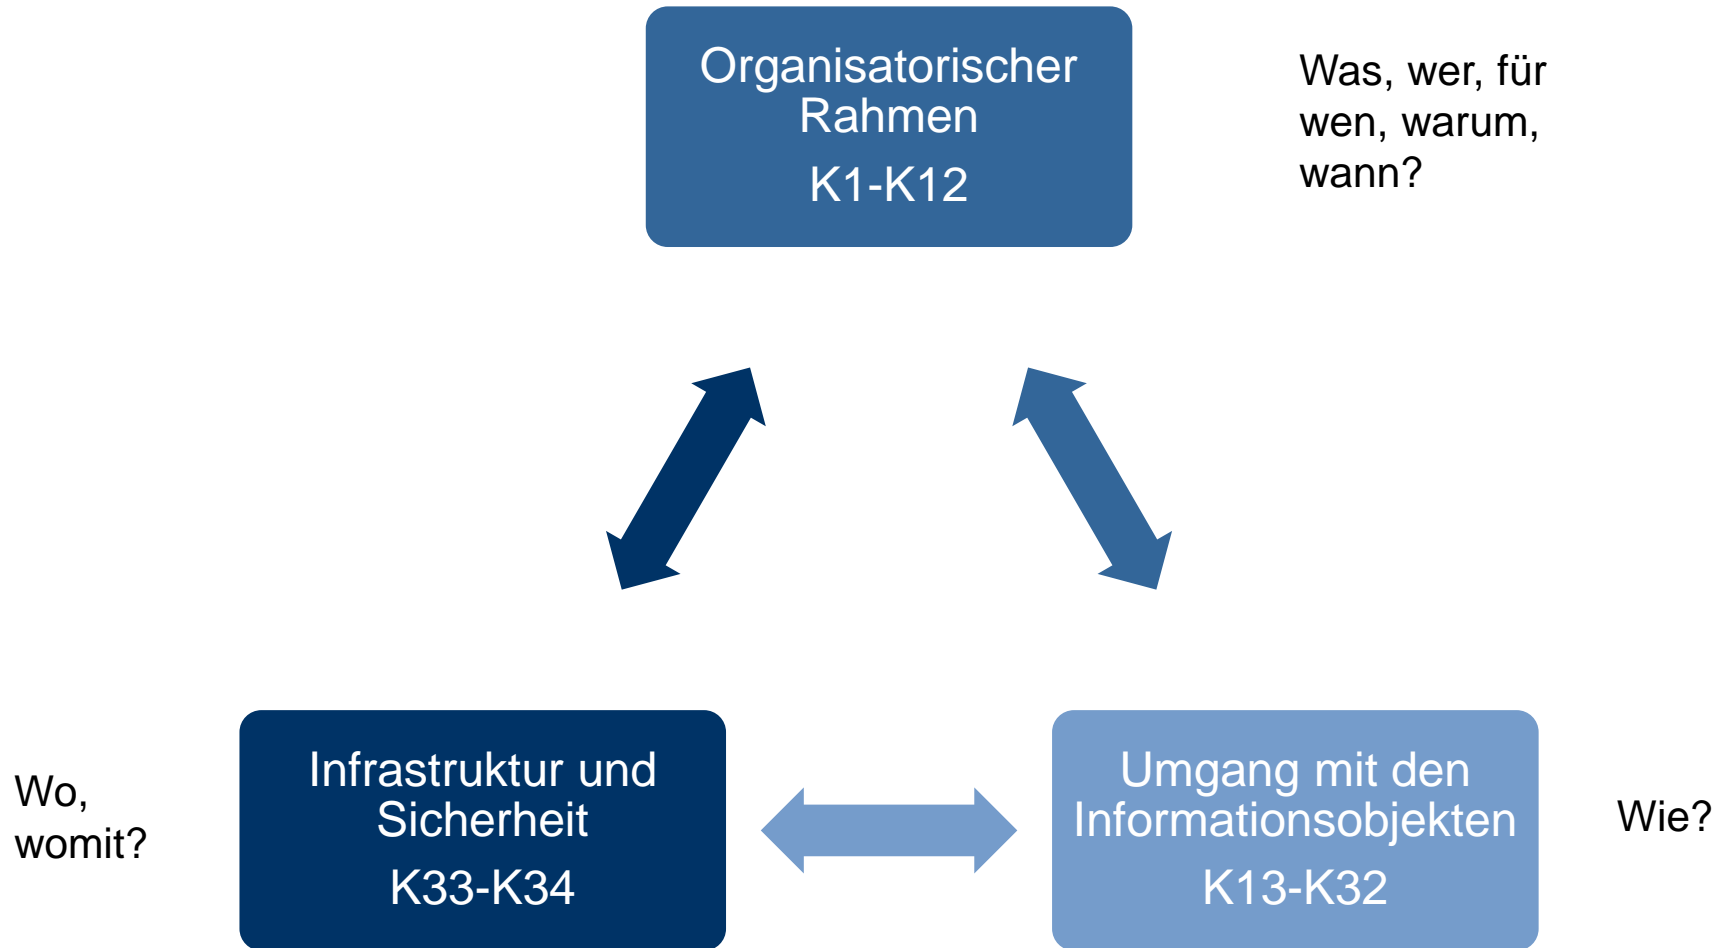 Organisatorischer
Rahmen
K1-K12
Was, wer, für
wen, warum,
wann?
Wo,
womit?
Infrastruktur und
Sicherheit
K33-K34
Umgang mit den
Informationsobjekten
K13-K32
Wie?